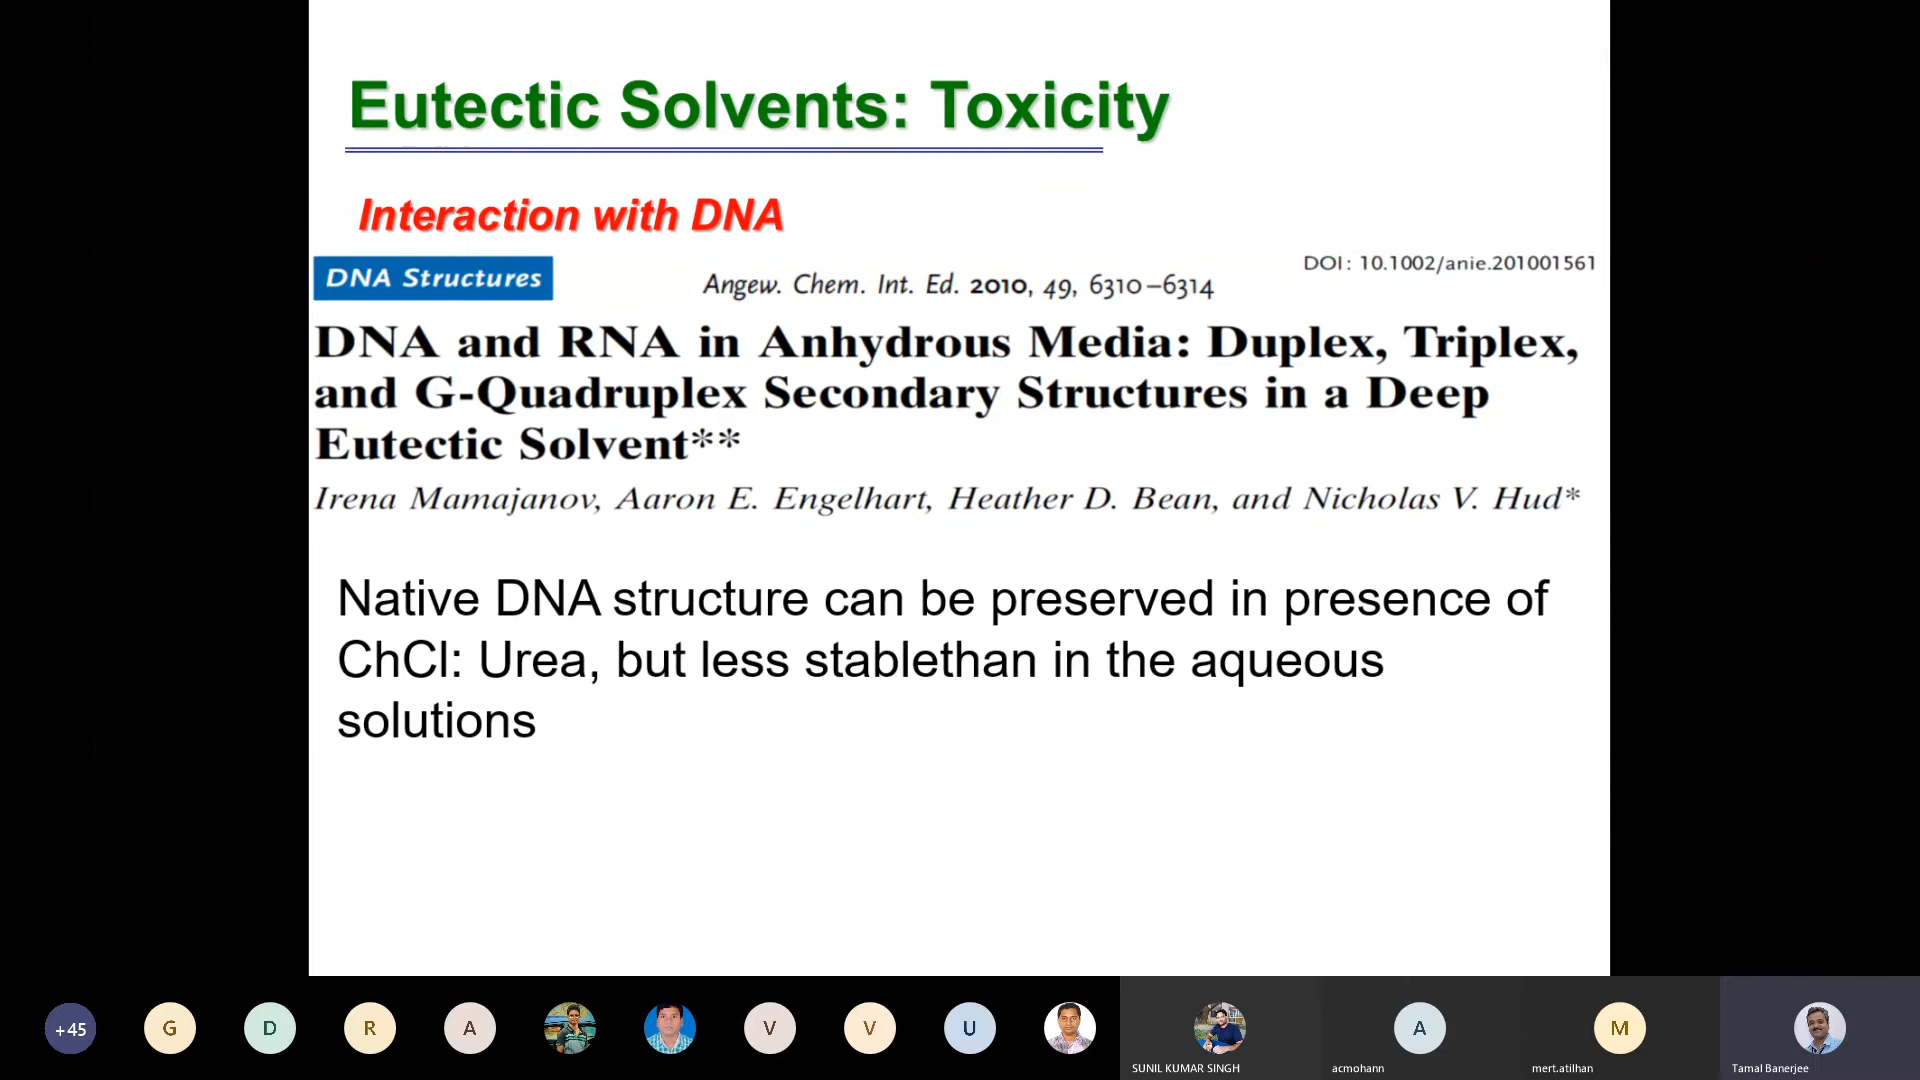 Eutectic Solvents: Toxicity
Interaction with DNA
DNA Structures
Angew. Chem. Int. Ed. 2010, 49, 6310–6314
DOI: 10.1002/anie.201001561
DNA and RNA in Anhydrous Media: Duplex, Triplex,
and G-Quadruplex Secondary Structures in a Deep
Eutectic Solvent**
Irena Mamajanov, Aaron E. Engelhart, Heather D. Bean, and Nicholas V. Hud*
Native DNA structure can be preserved in presence of
ChCl: Urea, but less stablethan in the aqueous
solutions
+45 G D R A V V U A M
SUNIL KUMAR SINGH acmohann mert.atilhan Tamal Banerjee